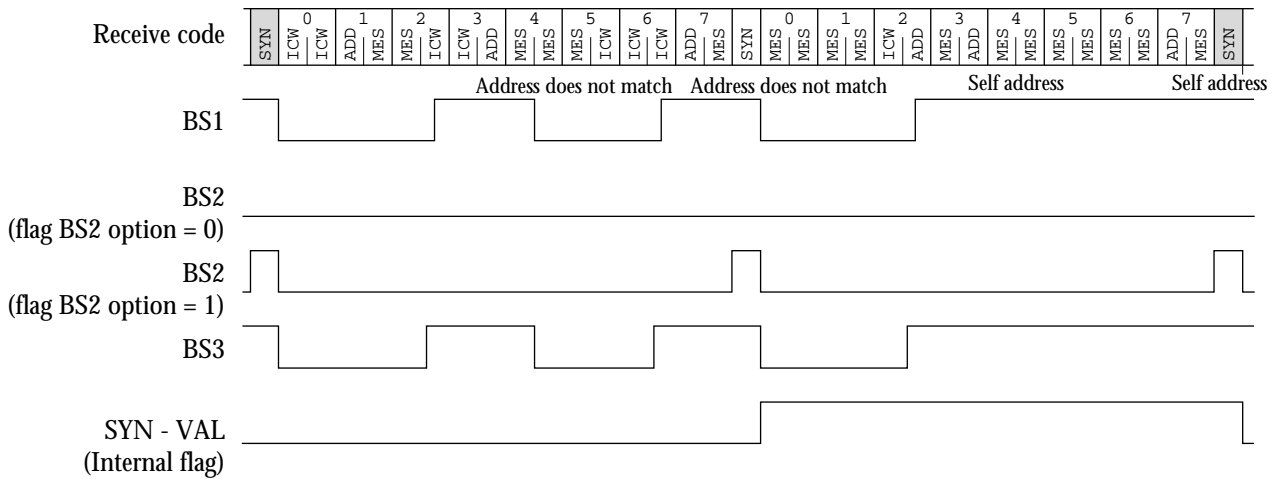 0 1 2 3 4 5 6 7 0 1 2 3 4 5 6 7
Receive code SYN ICW ICW ADD MES MES ICW ICW ADD MES MES MES ICW ICW ICW ADD MES SYN MES MES MES MES ICW ADD MES ADD MES MES MES MES MES MES ADD MES SYN
Address does not match Address does not match Self address Self address
BS1
BS2
(flag BS2 option = 0)
BS2
(flag BS2 option = 1)
BS3
SYN - VAL
(Internal flag)